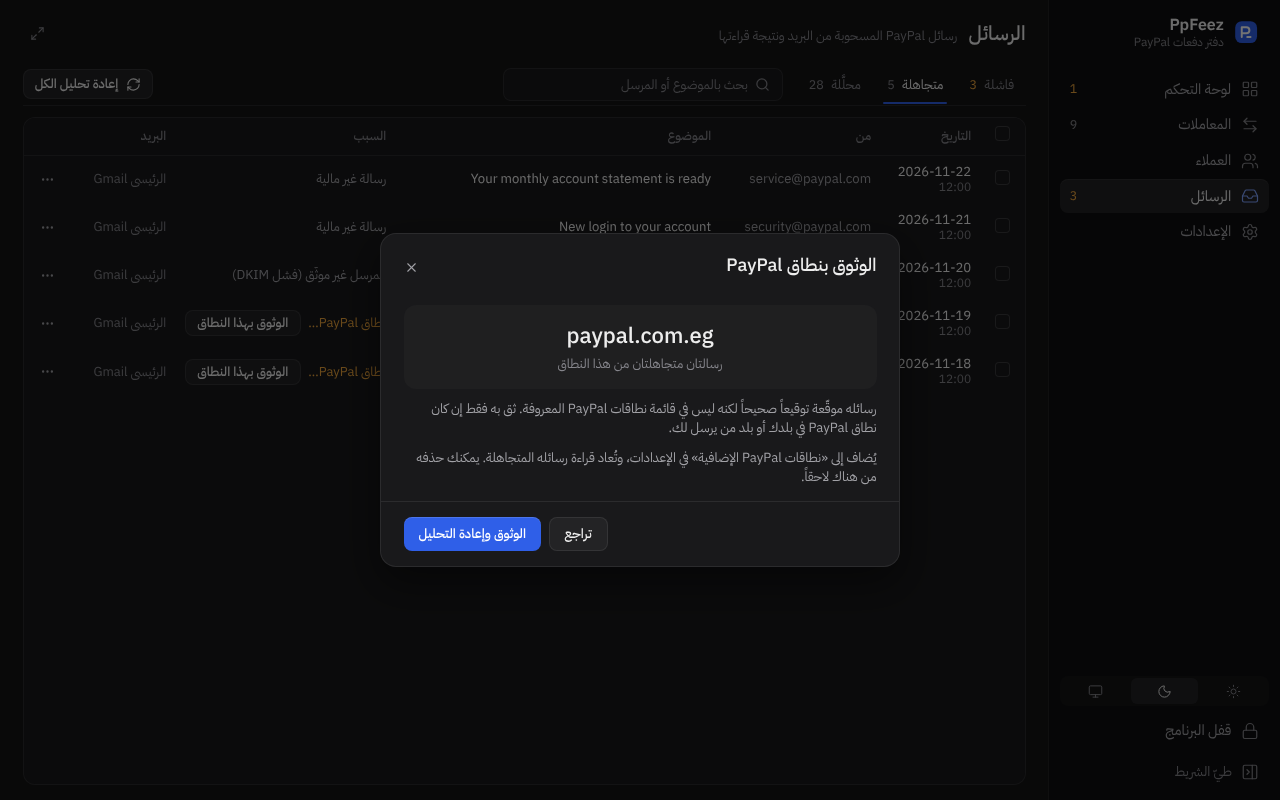 PpFeez
دفتر دفعات PayPal
لوحة التحكم 1
المعاملات 9
العملاء
الرسائل 3
الإعدادات
قفل البرنامج
طيّ الشريط
الرسائل رسائل PayPal المسحوبة من البريد ونتيجة قراءتها
فاشلة 3 متجاهلة 5 محلَّلة 28
بحث بالموضوع أو المرسل
إعادة تحليل الكل
التاريخ من الموضوع السبب البريد
2026-11-22 service@paypal.com Your monthly account statement is ready رسالة غير مالية Gmail الرئيسي
12:00
2026-11-21 security@paypal.com New login to your account رسالة غير مالية Gmail الرئيسي
12:00
2026-11-20 المرسل غير موثّق (فشل DKIM) Gmail الرئيسي
12:00
2026-11-19 PayPal... الوثوق بهذا النطاق Gmail الرئيسي
12:00
2026-11-18 PayPal... الوثوق بهذا النطاق Gmail الرئيسي
12:00
الوثوق بنطاق PayPal
paypal.com.eg
رسالتان متجاهلتان من هذا النطاق
رسائله موقّعة توقيعاً صحيحاً لكنه ليس في قائمة نطاقات PayPal المعروفة. ثق به فقط إن كان
نطاق PayPal في بلدك أو بلد من يرسل لك.
يُضاف إلى «نطاقات PayPal الإضافية» في الإعدادات، وتُعاد قراءة رسائله المتجاهلة. يمكنك حذفه
من هناك لاحقاً.
تراجع
الوثوق وإعادة التحليل